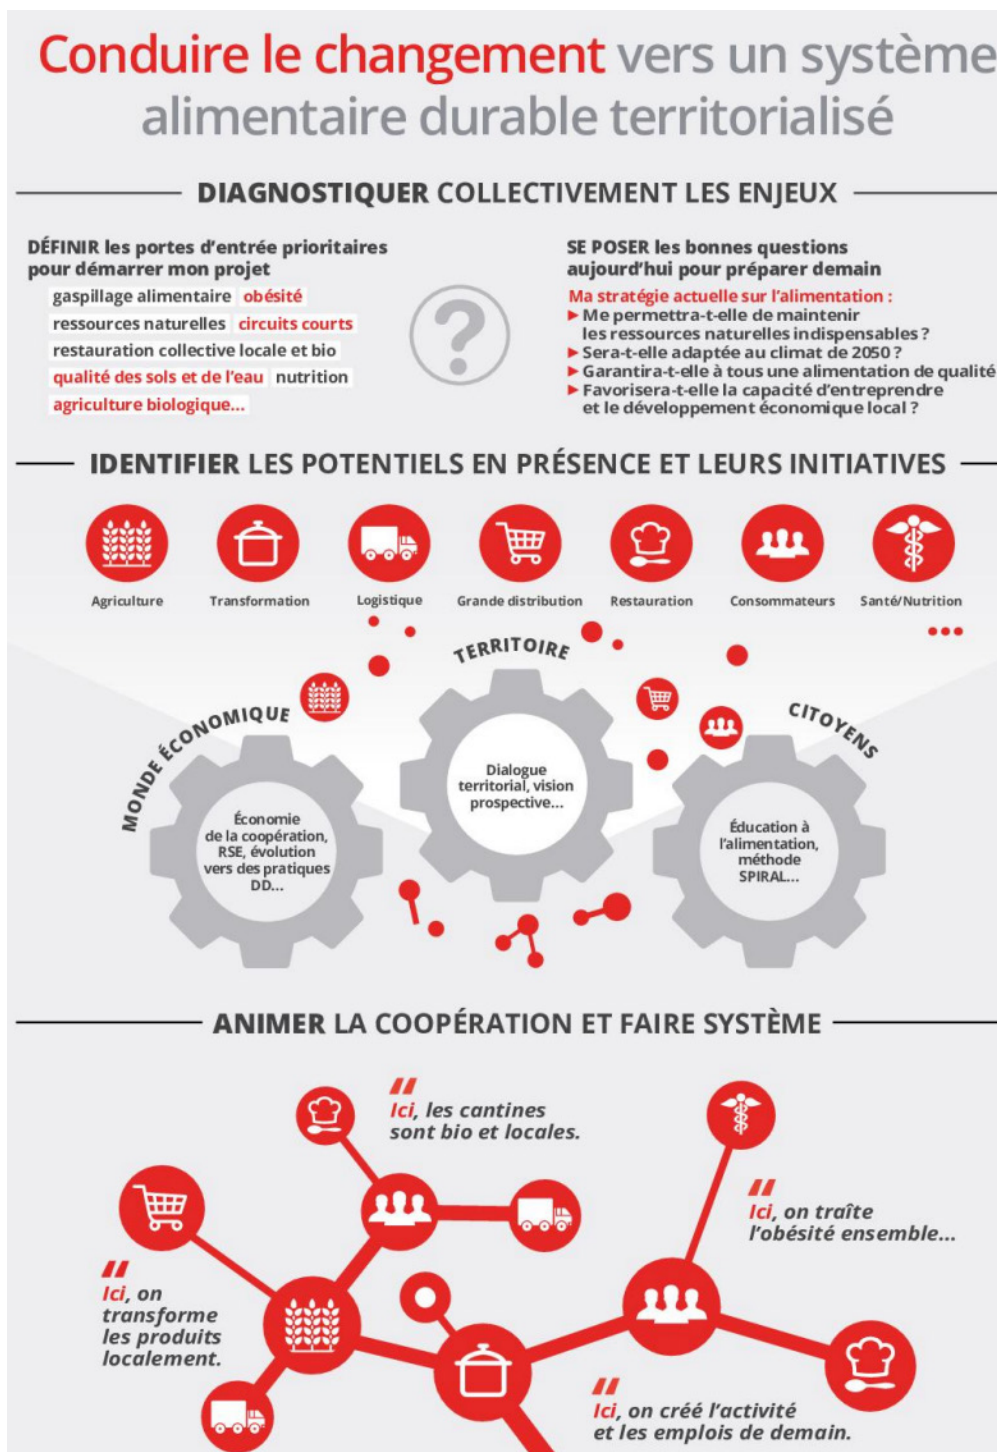 Conduire le changement vers un système
alimentaire durable territorialisé
DIAGNOSTIQUER COLLECTIVEMENT LES ENJEUX
DÉFINIR les portes d'entrée prioritaires
pour démarrer mon projet
gaspillage alimentaire obésité
ressources naturelles circuits courts
restauration collective locale et bio
qualité des sols et de l'eau nutrition
agriculture biologique...
?
SE POSER les bonnes questions
aujourd'hui pour préparer demain
Ma stratégie actuelle sur l'alimentation :
▶ Me permettra-t-elle de maintenir
les ressources naturelles indispensables ?
▶ Sera-t-elle adaptée au climat de 2050 ?
▶ Garantira-t-elle à tous une alimentation de qualité
▶ Favorisera-t-elle la capacité d'entreprendre
et le développement économique local ?
IDENTIFIER LES POTENTIELS EN PRÉSENCE ET LEURS INITIATIVES
Agriculture
Transformation
Logistique
Grande distribution
Restauration
Consommateurs
Santé/Nutrition
MONDE ÉCONOMIQUE
Économie
de la coopération,
RSE, évolution
vers des pratiques
DD...
TERRITOIRE
Dialogue
territorial, vision
prospective...
CITOYENS
Éducation à
l'alimentation,
méthode
SPIRAL...
ANIMER LA COOPÉRATION ET FAIRE SYSTÈME
"
Ici, les cantines
sont bio et locales.
"
Ici, on traîte
l'obésité ensemble...
"
Ici, on
transforme
les produits
localement.
"
Ici, on créé l'activité
et les emplois de demain.